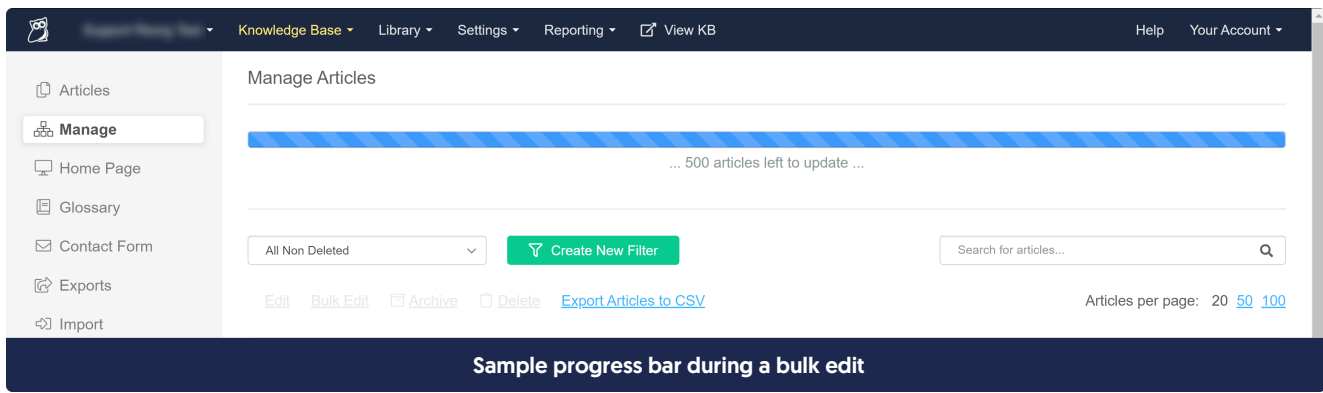 Knowledge Base Library Settings Reporting View KB Help Your Account
Manage Articles
Articles
Manage
Home Page
Glossary
Contact Form
Exports
Import
... 500 articles left to update ...
All Non Deleted Create New Filter Search for articles...
Edit Bulk Edit Archive Delete Export Articles to CSV Articles per page: 20 50 100
Sample progress bar during a bulk edit